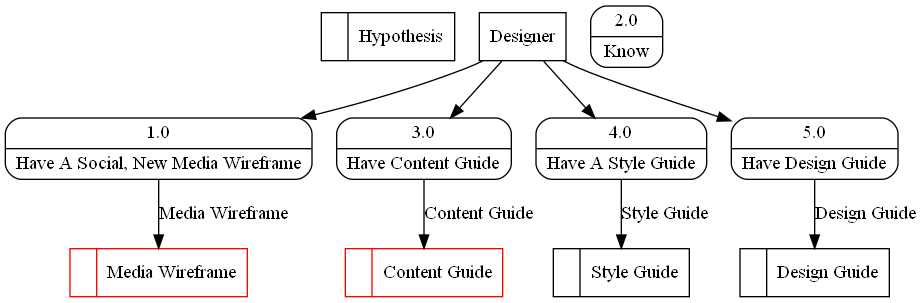 Hypothesis
Designer
2.0
Know
1.0
Have A Social, New Media Wireframe
3.0
Have Content Guide
4.0
Have A Style Guide
5.0
Have Design Guide
Media Wireframe
Content Guide
Style Guide
Design Guide
Media Wireframe
Content Guide
Style Guide
Design Guide